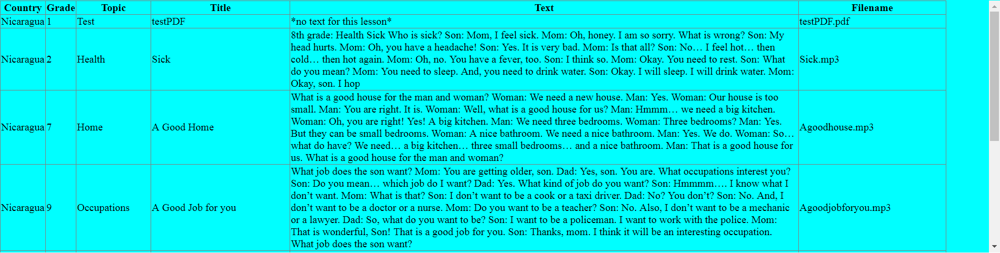 Country Grade Topic Title Text Filename
Nicaragua 1 Test testPDF *no text for this lesson* testPDF.pdf
8th grade: Health Sick Who is sick? Son: Mom, I feel sick. Mom: Oh, honey. I am so sorry. What is wrong? Son: My
head hurts. Mom: Oh, you have a headache! Son: Yes. It is very bad. Mom: Is that all? Son: No… I feel hot… then
Nicaragua 2 Health Sick cold… then hot again. Mom: Oh, no. You have a fever, too. Son: I think so. Mom: Okay. You need to rest. Son: What Sick.mp3
do you mean? Mom: You need to sleep. And, you need to drink water. Son: Okay. I will sleep. I will drink water. Mom:
Okay, son. I hop
What is a good house for the man and woman? Woman: We need a new house. Man: Yes. Woman: Our house is too
small. Man: You are right. It is. Woman: Well, what is a good house for us? Man: Hmmm… we need a big kitchen.
Woman: Oh, you are right! Yes! A big kitchen. Man: We need three bedrooms. Woman: Three bedrooms? Man: Yes.
Nicaragua 7 Home A Good Home But they can be small bedrooms. Woman: A nice bathroom. We need a nice bathroom. Man: Yes. We do. Woman: So… Agoodhouse.mp3
what do have? We need… a big kitchen… three small bedrooms… and a nice bathroom. Man: That is a good house for
us. What is a good house for the man and woman?
What job does the son want? Mom: You are getting older, son. Dad: Yes, son. You are. What occupations interest you?
Son: Do you mean… which job do I want? Dad: Yes. What kind of job do you want? Son: Hmmmm…. I know what I
don’t want. Mom: What is that? Son: I don’t want to be a cook or a taxi driver. Dad: No? You don’t? Son: No. And, I
Nicaragua 9 Occupations A Good Job for you don’t want to be a doctor or a nurse. Mom: Do you want to be a teacher? Son: No. Also, I don’t want to be a mechanic Agoodjobforyou.mp3
or a lawyer. Dad: So, what do you want to be? Son: I want to be a policeman. I want to work with the police. Mom:
That is wonderful, Son! That is a good job for you. Son: Thanks, mom. I think it will be an interesting occupation.
What job does the son want?